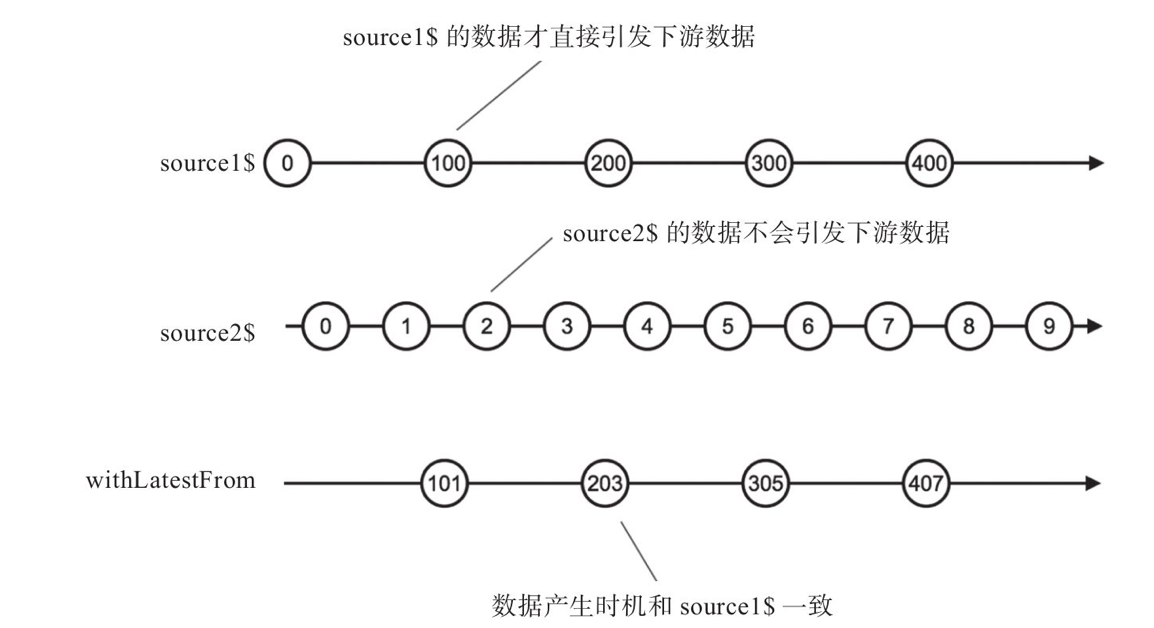 source1$ 的数据才直接引发下游数据
source1$ 0 100 200 300 400
source2$ 的数据不会引发下游数据
source2$ 0 1 2 3 4 5 6 7 8 9
withLatestFrom 101 203 305 407
数据产生时机和 source1$ 一致